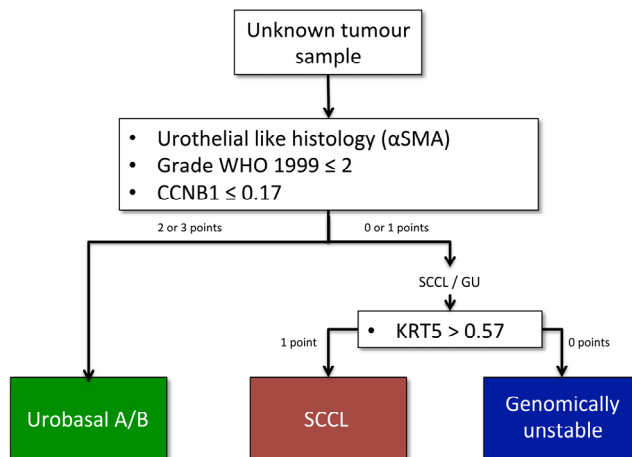 Unknown tumour
sample
• Urothelial like histology (αSMA)
• Grade WHO 1999 ≤ 2
• CCNB1 ≤ 0.17
2 or 3 points
0 or 1 points
SCCL / GU
• KRT5 > 0.57
1 point
0 points
Urobasal A/B
SCCL
Genomically
unstable